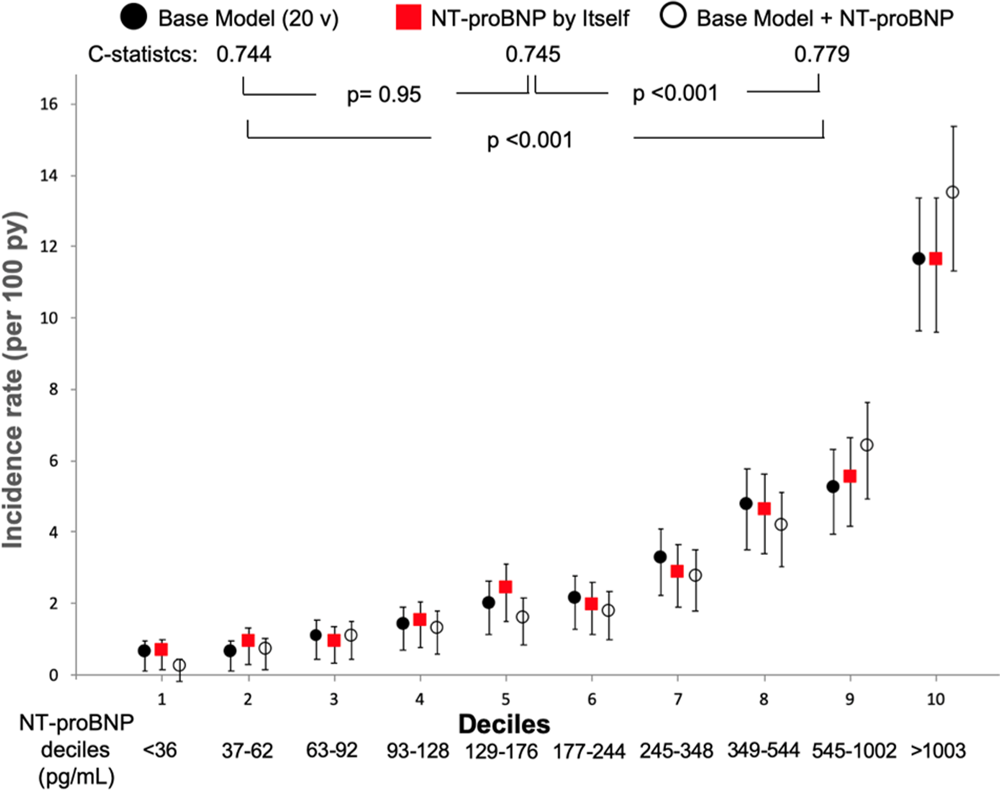 Base Model (20 v) NT-proBNP by Itself Base Model + NT-proBNP
C-statistcs: 0.744 0.745 0.779
p= 0.95 p <0.001
p <0.001
Incidence rate (per 100 py)
16
14
12
10
8
6
4
2
0
1 2 3 4 5 6 7 8 9 10
Deciles
NT-proBNP
deciles <36 37-62 63-92 93-128 129-176 177-244 245-348 349-544 545-1002 >1003
(pg/mL)